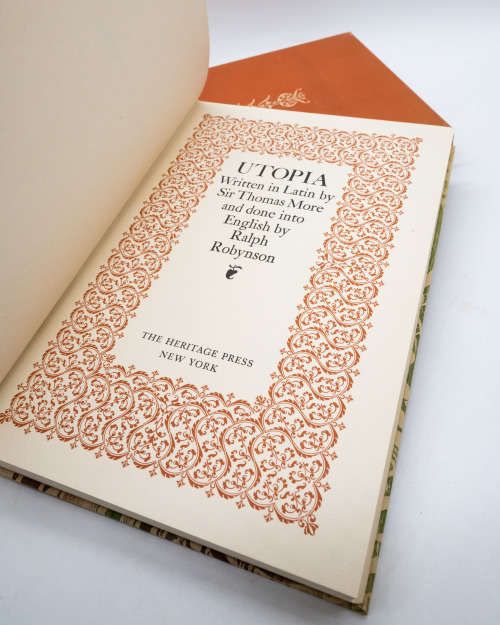 UTOPIA
Written in Latin by
Sir Thomas More
and done into
English by
Ralph
Robynson
THE HERITAGE PRESS
NEW YORK